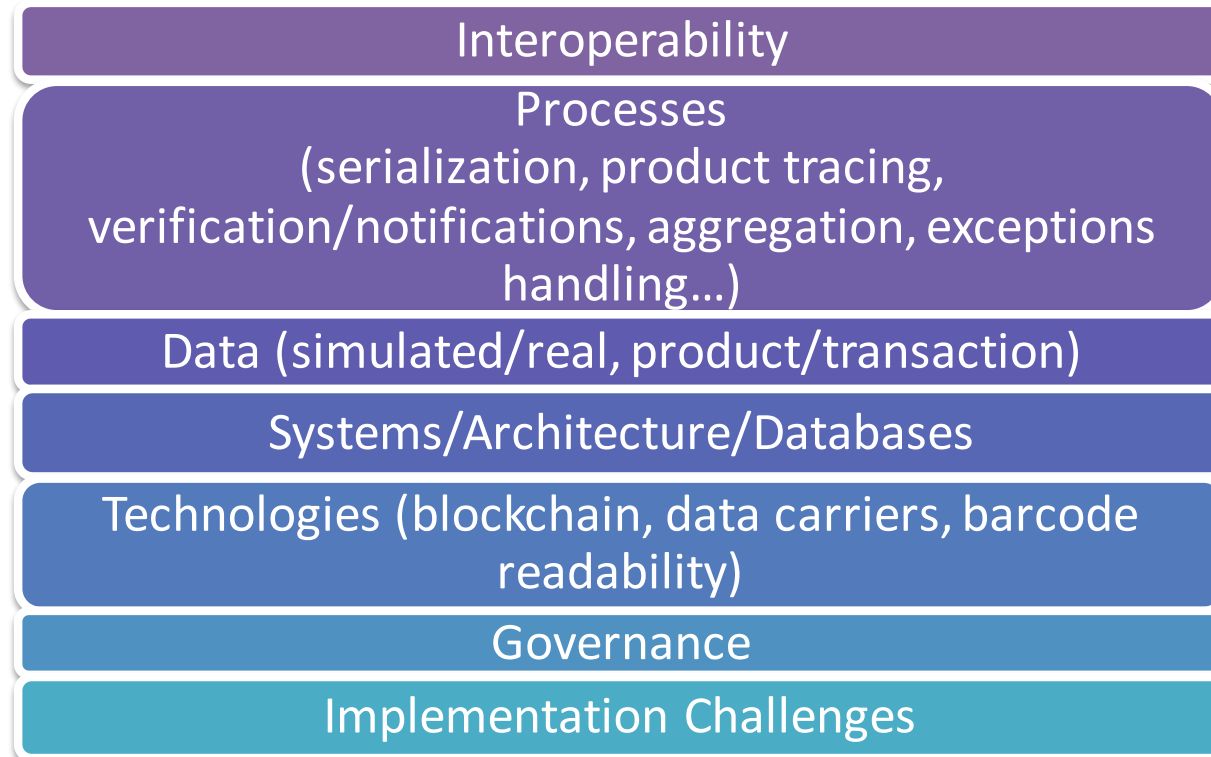 Interoperability
Processes
(serialization, product tracing,
verification/notifications, aggregation, exceptions
handling...)
Data (simulated/real, product/transaction)
Systems/Architecture/Databases
Technologies (blockchain, data carriers, barcode
readability)
Governance
Implementation Challenges